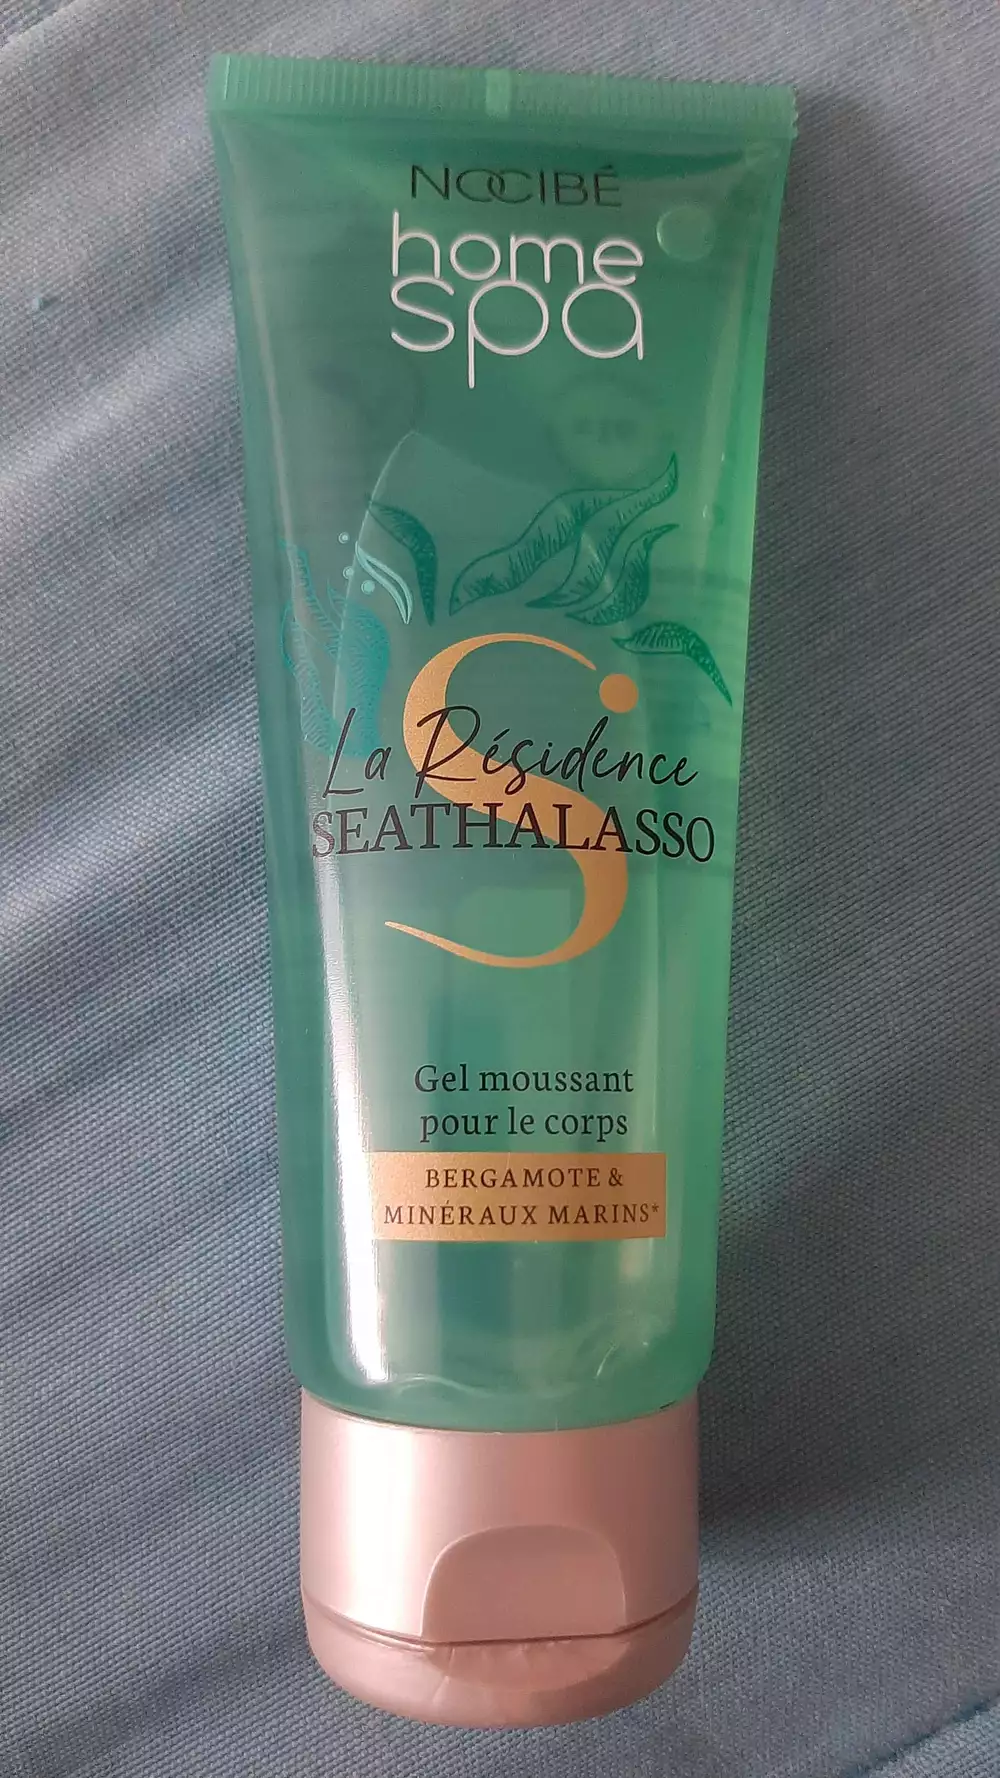 NOCIBÉ
home
spa
La Résidence
SEATHALASSO
Gel moussant
pour le corps
BERGAMOTE &
MINÉRAUX MARINS*